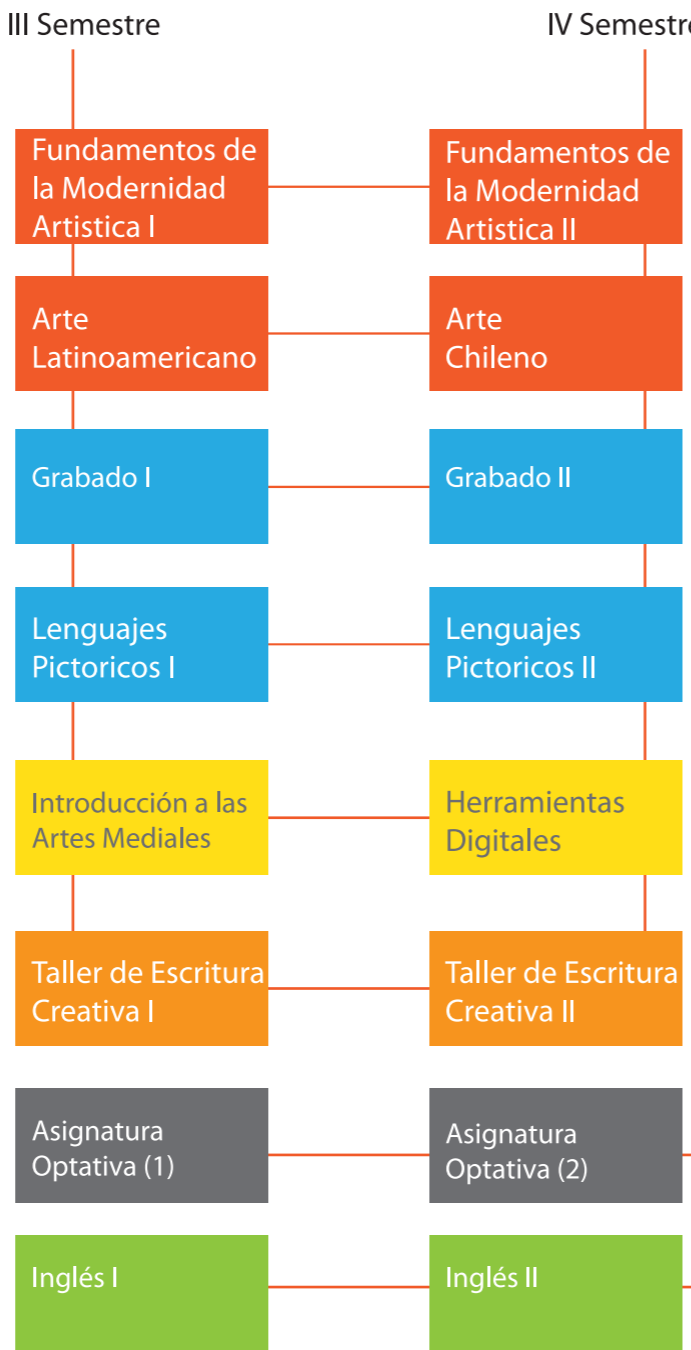 III Semestre
IV Semestre
Fundamentos de
la Modernidad
Artistica I
Fundamentos de
la Modernidad
Artistica II
Arte
Latinoamericano
Arte
Chileno
Grabado I
Grabado II
Lenguajes
Pictoricos I
Lenguajes
Pictoricos II
Introducción a las
Artes Mediales
Herramientas
Digitales
Taller de Escritura
Creativa I
Taller de Escritura
Creativa II
Asignatura
Optativa (1)
Asignatura
Optativa (2)
Inglés I
Inglés II